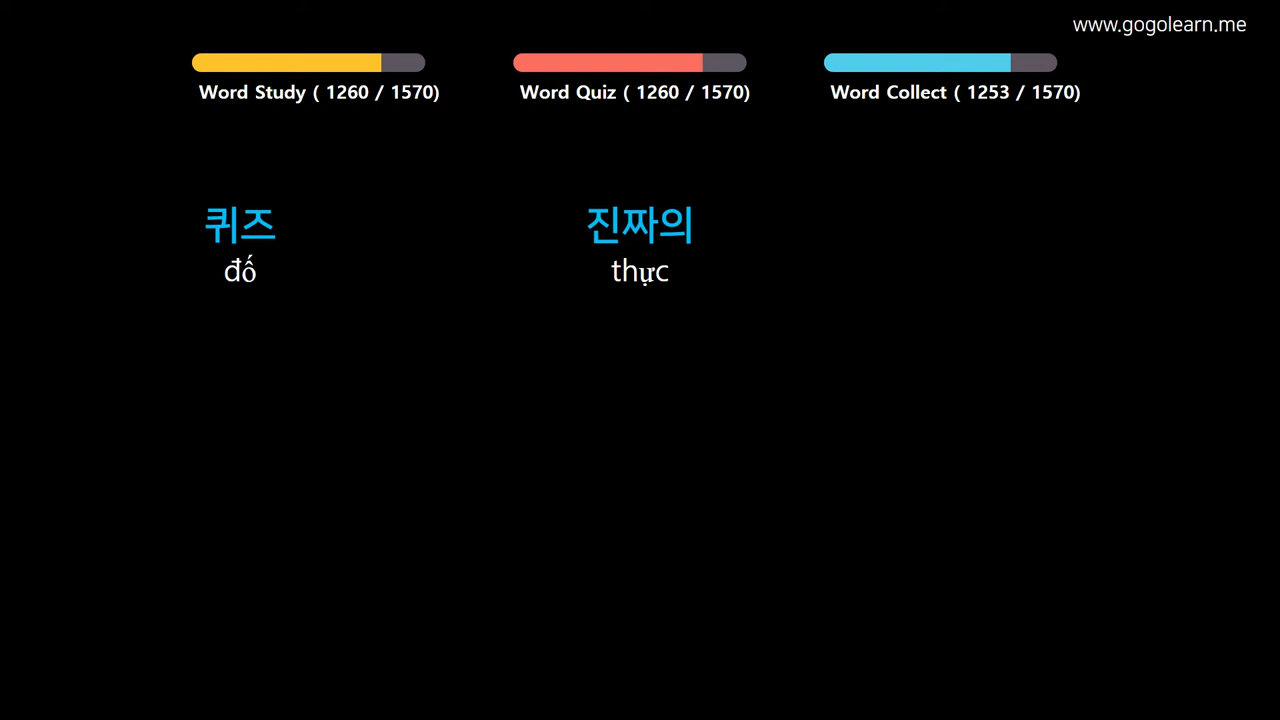 www.gogolearn.me
Word Study ( 1260 / 1570)
Word Quiz ( 1260 / 1570)
Word Collect ( 1253 / 1570)
퀴즈
đố
진짜의
thực